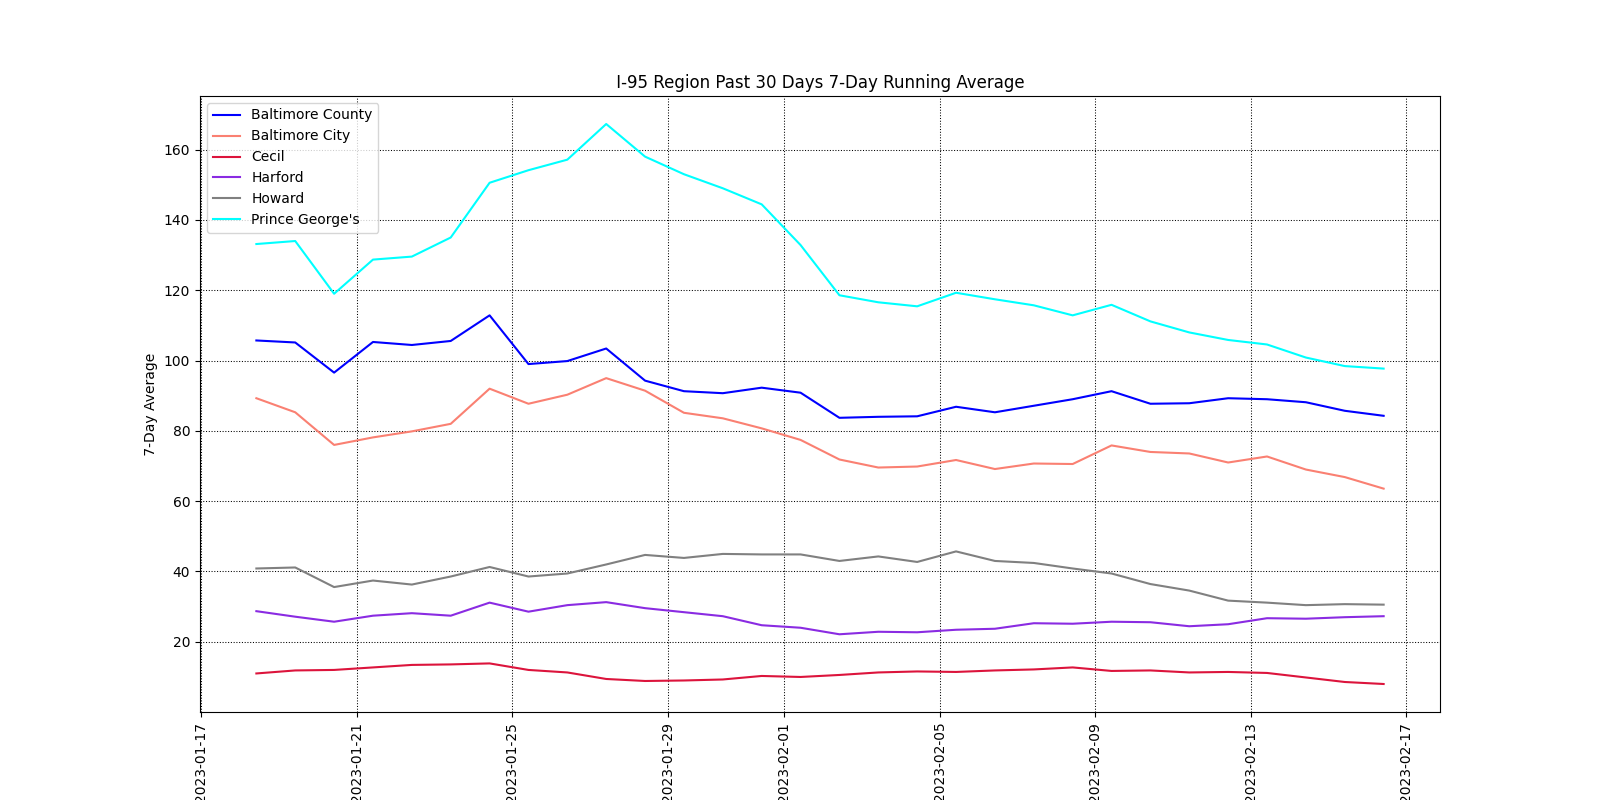 I-95 Region Past 30 Days 7-Day Running Average
Baltimore County
Baltimore City
Cecil
Harford
Howard
Prince George's
7-Day Average
160
140
120
100
80
60
40
20
2023-01-17
2023-01-21
2023-01-25
2023-01-29
2023-02-01
2023-02-05
2023-02-09
2023-02-13
2023-02-17